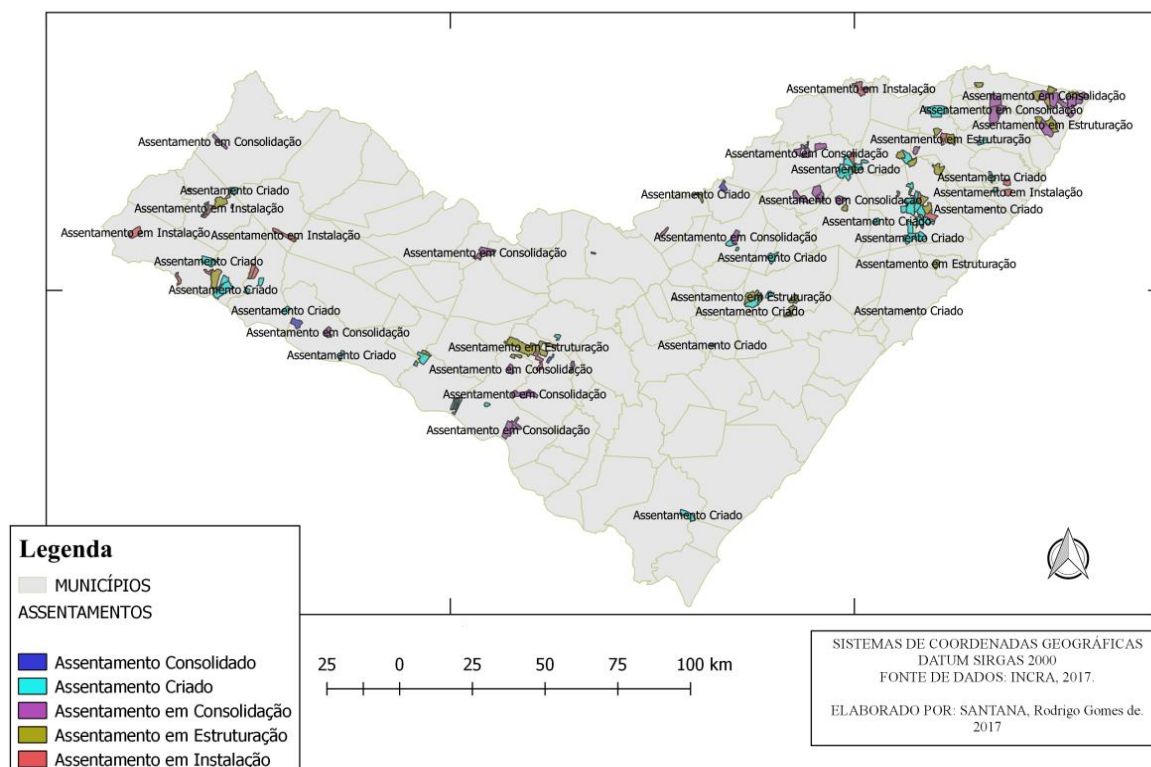 Assentamento em Instalação
Assentamento em Consolidação
Assentamento em Consolidação
Assentamento em Estruturação
Assentamento em Estruturação
Assentamento em Consolidação
Assentamento em Consolidação
Assentamento Criado
Assentamento Criado
Assentamento Criado
Assentamento em Instalação
Assentamento Criado
Assentamento em Consolidação
Assentamento em Instalação
Assentamento Criado
Assentamento Criado
Assentamento em Instalação
Assentamento em Instalação
Assentamento em Consolidação
Assentamento Criado
Assentamento em Consolidação
Assentamento Criado
Assentamento em Estruturação
Assentamento Criado
Assentamento em Estruturação
Assentamento Criado
Assentamento Criado
Assentamento Criado
Assentamento Criado
Assentamento em Consolidação
Assentamento em Estruturação
Assentamento Criado
Assentamento Criado
Assentamento em Consolidação
Assentamento em Consolidação
Assentamento em Consolidação
Assentamento Criado
Legenda
MUNICÍPIOS
ASSENTAMENTOS
Assentamento Consolidado
Assentamento Criado
Assentamento em Consolidação
Assentamento em Estruturação
Assentamento em Instalação
25 0 25 50 75 100 km
SISTEMAS DE COORDENADAS GEOGRÁFICAS
DATUM SIRGAS 2000
FONTE DE DADOS: INCRA, 2017.
ELABORADO POR: SANTANA, Rodrigo Gomes de.
2017